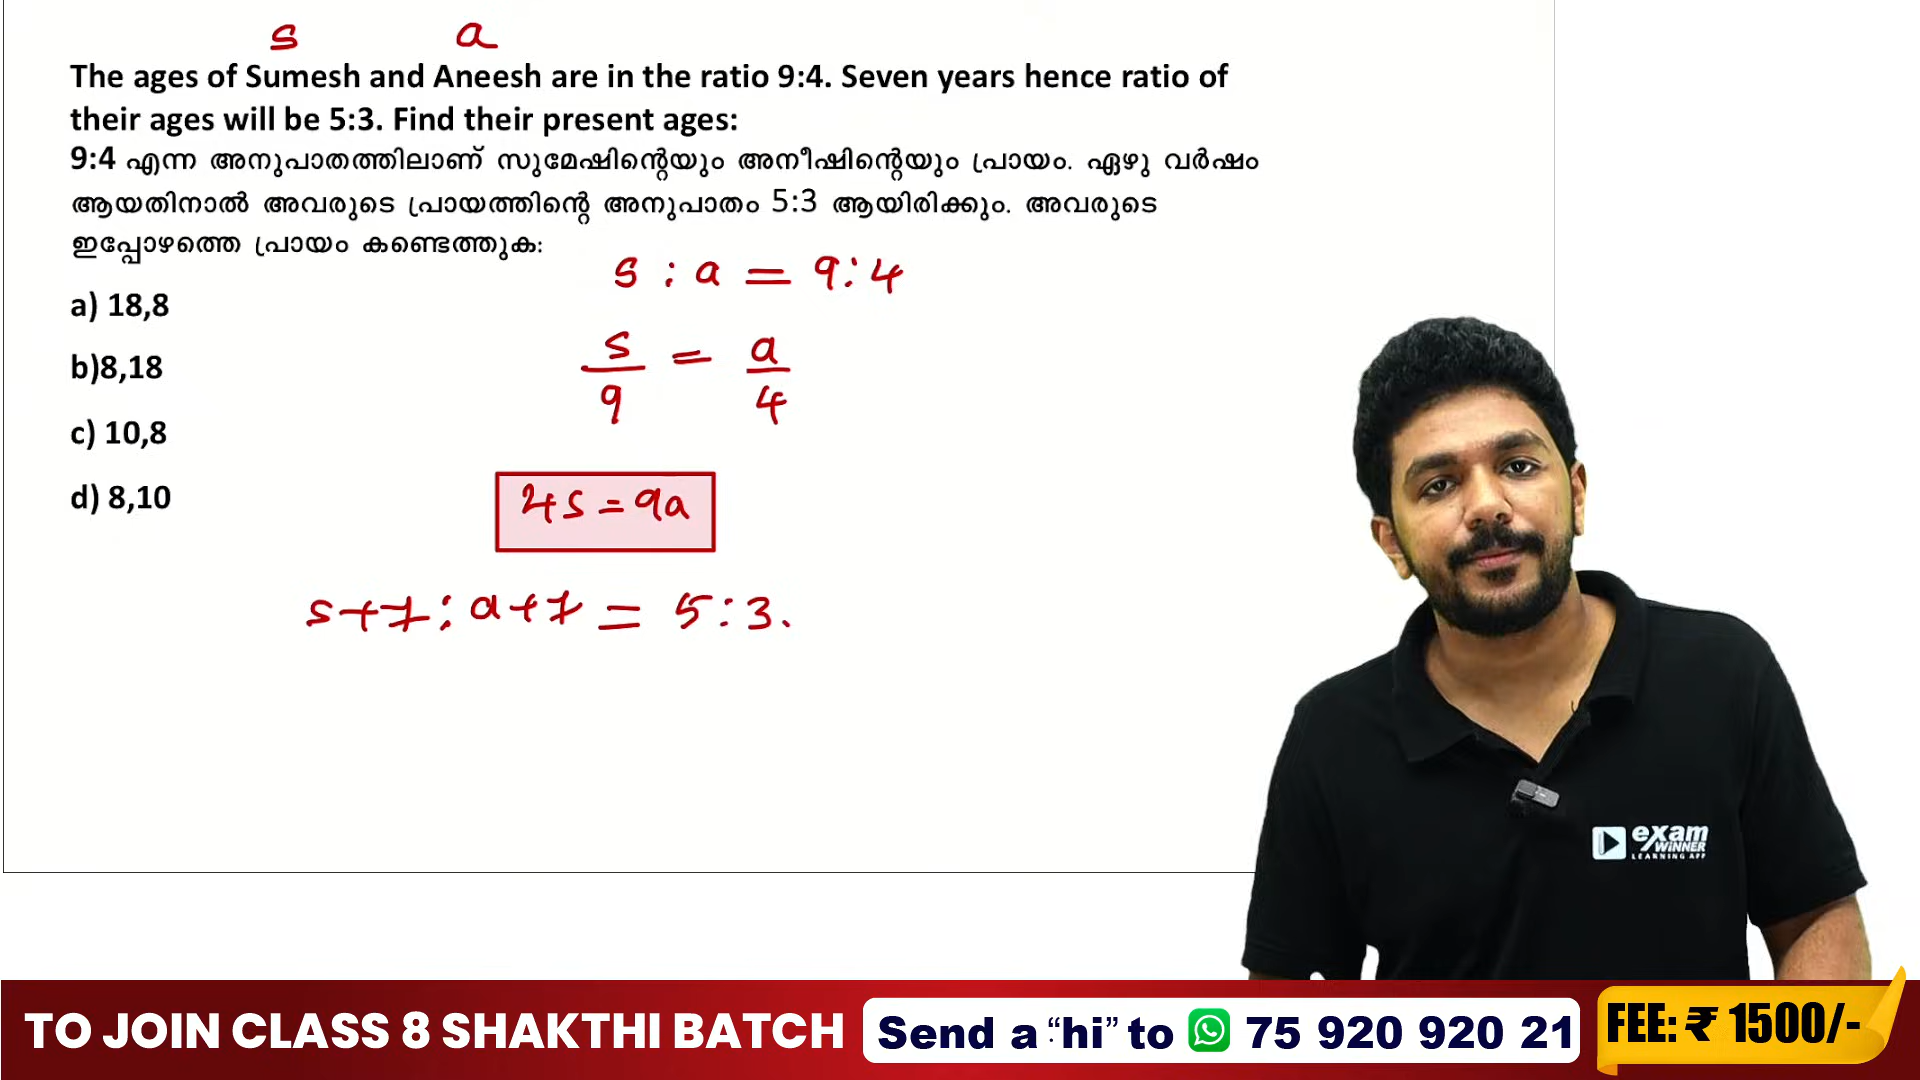 s a
The ages of Sumesh and Aneesh are in the ratio 9:4. Seven years hence ratio of
their ages will be 5:3. Find their present ages:
9:4 എന്ന അനുപാതത്തിലാണ് സുമേഷിന്റെയും അനീഷിന്റെയും പ്രായം. ഏഴു വർഷം
ആയതിനാൽ അവരുടെ പ്രായത്തിന്റെ അനുപാതം 5:3 ആയിരിക്കും. അവരുടെ
ഇപ്പോഴത്തെ പ്രായം കണ്ടെത്തുക:
s : a = 9:4
a) 18,8
s/9 = a/4
b)8,18
c) 10,8
d) 8,10
4s = 9a
s+7 : a+7 = 5:3.
exam
WINNER
LEARNING APP
TO JOIN CLASS 8 SHAKTHI BATCH Send a “hi” to 75 920 920 21 FEE: ₹ 1500/-